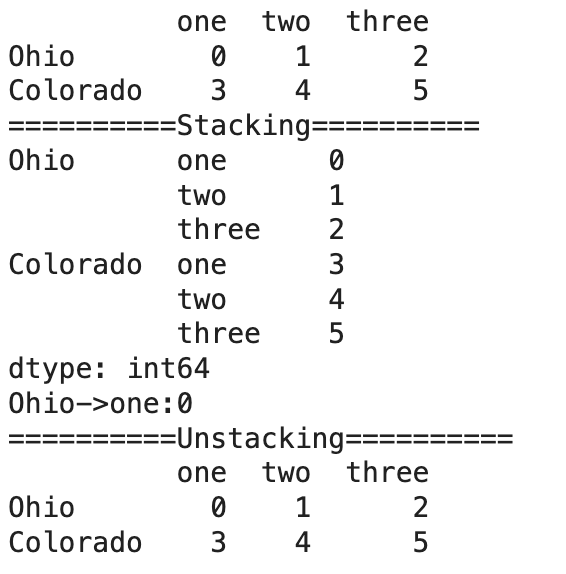 one  two  three
Ohio        0    1      2
Colorado    3    4      5
==========Stacking==========
Ohio      one      0
          two      1
          three    2
Colorado  one      3
          two      4
          three    5
dtype: int64
Ohio->one:0
==========Unstacking==========
          one  two  three
Ohio        0    1      2
Colorado    3    4      5